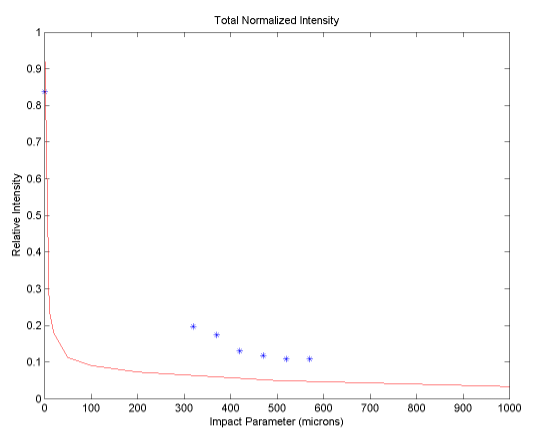 Total Normalized Intensity
1
0.9
0.8
0.7
0.6
0.5
0.4
0.3
0.2
0.1
0
Relative Intensity
0 100 200 300 400 500 600 700 800 900 1000
Impact Parameter (microns)